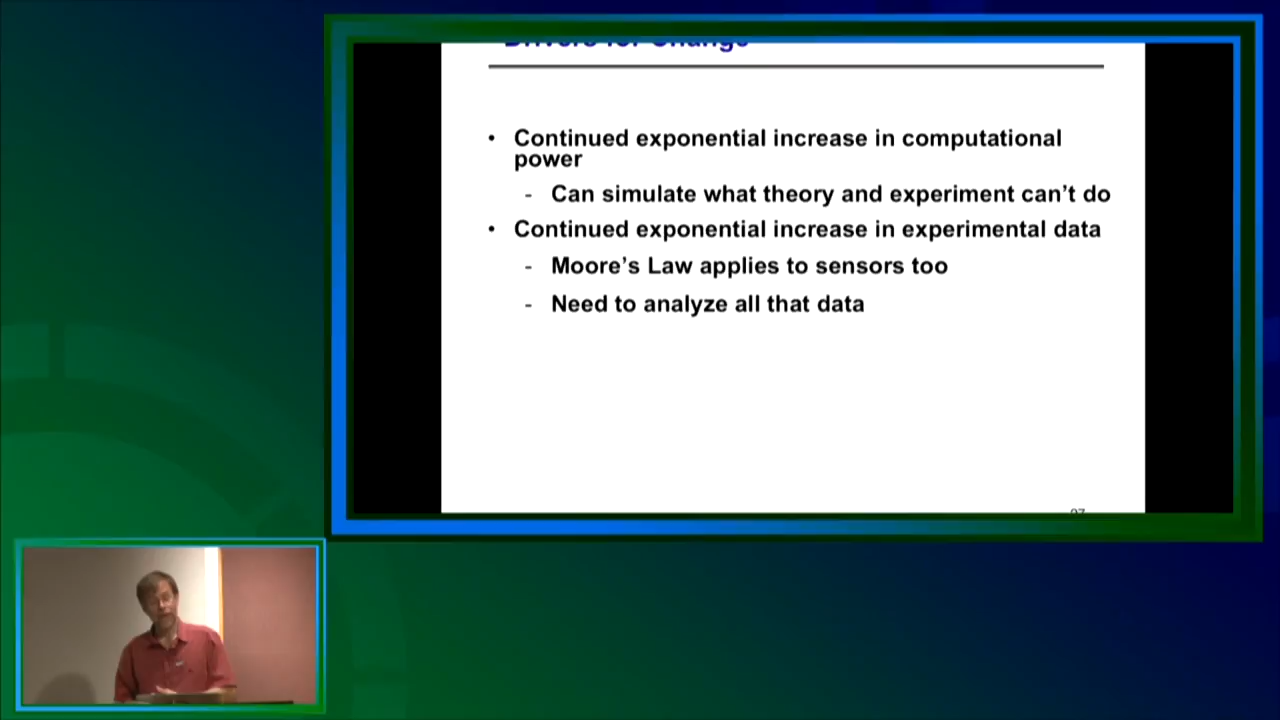 Drivers for Change
• Continued exponential increase in computational
power
- Can simulate what theory and experiment can't do
• Continued exponential increase in experimental data
- Moore's Law applies to sensors too
- Need to analyze all that data